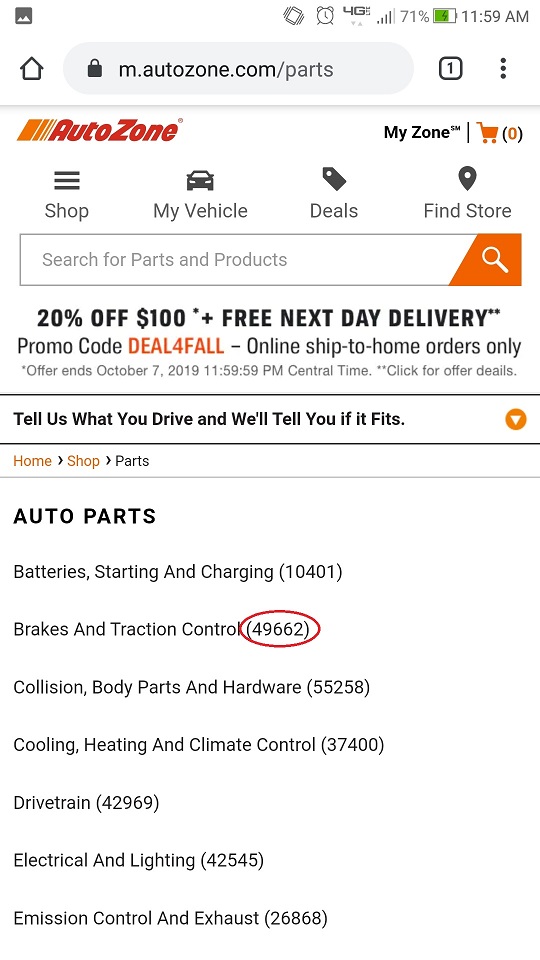 4G 71% 11:59 AM
m.autozone.com/parts 1
AutoZone® My Zone℠ | (0)
Shop My Vehicle Deals Find Store
Search for Parts and Products
20% OFF $100 *+ FREE NEXT DAY DELIVERY**
Promo Code DEAL4FALL – Online ship-to-home orders only
*Offer ends October 7, 2019 11:59:59 PM Central Time. **Click for offer deails.
Tell Us What You Drive and We'll Tell You if it Fits.
Home › Shop › Parts
AUTO PARTS
Batteries, Starting And Charging (10401)
Brakes And Traction Control (49662)
Collision, Body Parts And Hardware (55258)
Cooling, Heating And Climate Control (37400)
Drivetrain (42969)
Electrical And Lighting (42545)
Emission Control And Exhaust (26868)